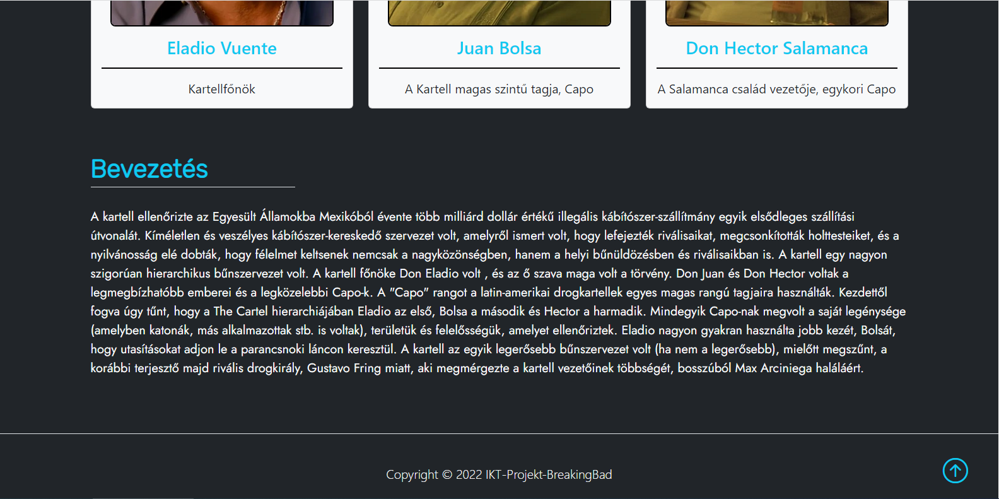 Eladio Vuente
Kartellfőnök
Juan Bolsa
A Kartell magas szintű tagja, Capo
Don Hector Salamanca
A Salamanca család vezetője, egykori Capo
Bevezetés
A kartell ellenőrizte az Egyesült Államokba Mexikóból évente több milliárd dollár értékű illegális kábítószer-szállítmány egyik elsődleges szállítási
útvonalát. Kíméletlen és veszélyes kábítószer-kereskedő szervezet volt, amelyről ismert volt, hogy lefejezték riválisaikat, megcsonkították holttesteiket, és a
nyilvánosság elé dobták, hogy félelmet keltsenek nemcsak a nagyközönségben, hanem a helyi bűnüldözésben és riválisaikban is. A kartell egy nagyon
szigorúan hierarchikus bűnszervezet volt. A kartell főnöke Don Eladio volt , és az ő szava maga volt a törvény. Don Juan és Don Hector voltak a
legmegbízhatóbb emberei és a legközelebbi Capo-k. A "Capo" rangot a latin-amerikai drogkartellek egyes magas rangú tagjaira használták. Kezdettől
fogva úgy tűnt, hogy a The Cartel hierarchiájában Eladio az első, Bolsa a második és Hector a harmadik. Mindegyik Capo-nak megvolt a saját legénysége
(amelyben katonák, más alkalmazottak stb. is voltak), területük és felelősségük, amelyet ellenőriztek. Eladio nagyon gyakran használta jobb kezét, Bolsát,
hogy utasításokat adjon le a parancsnoki láncon keresztül. A kartell az egyik legerősebb bűnszervezet volt (ha nem a legerősebb), mielőtt megszűnt, a
korábbi terjesztő majd rivális drogkirály, Gustavo Fring miatt, aki megmérgezte a kartell vezetőinek többségét, bosszúból Max Arciniega haláláért.
Copyright © 2022 IKT-Projekt-BreakingBad